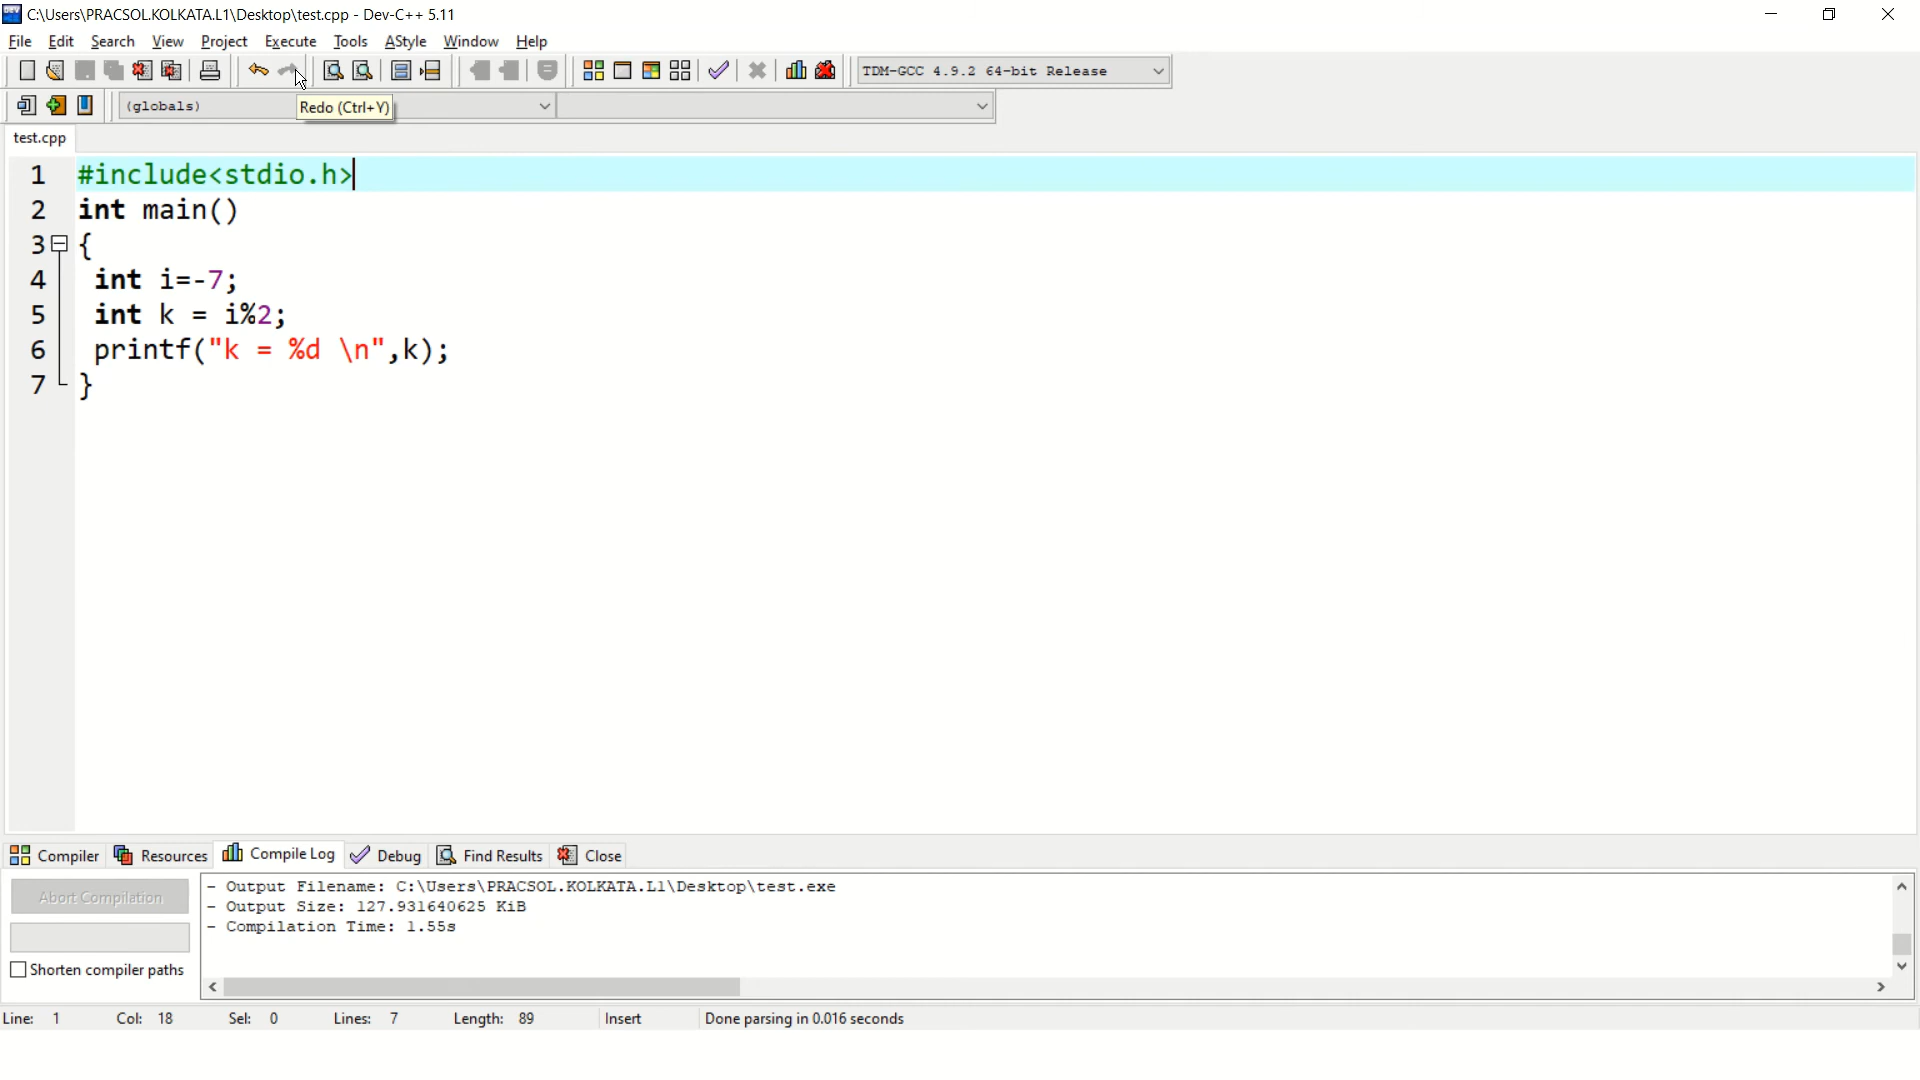 C:\Users\PRACSOL.KOLKATA.L1\Desktop\test.cpp - Dev-C++ 5.11
File Edit Search View Project Execute Tools AStyle Window Help
TDM-GCC 4.9.2 64-bit Release
(globals)
Redo (Ctrl+Y)
test.cpp
1 #include<stdio.h>
2 int main()
3 {
4 int i=-7;
5 int k = i%2;
6 printf("k = %d \n",k);
7 }
Compiler Resources Compile Log Debug Find Results Close
Abort Compilation
Shorten compiler paths
- Output Filename: C:\Users\PRACSOL.KOLKATA.L1\Desktop\test.exe
- Output Size: 127.931640625 KiB
- Compilation Time: 1.55s
Line: 1 Col: 18 Sel: 0 Lines: 7 Length: 89 Insert Done parsing in 0.016 seconds